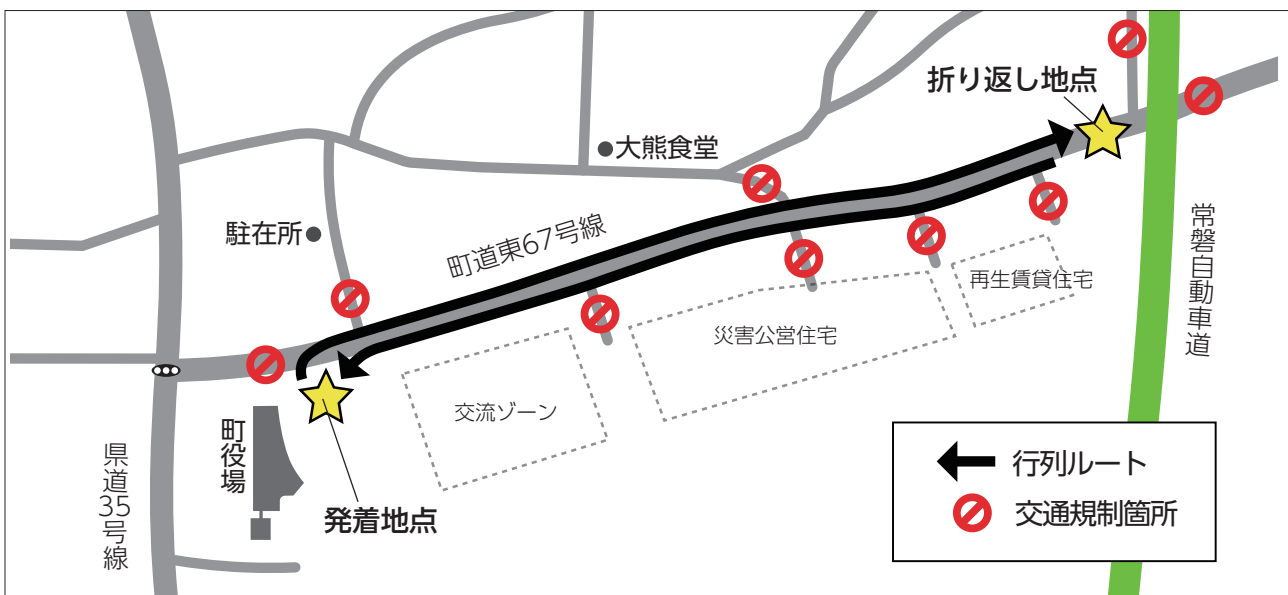 折り返し地点
大熊食堂
駐在所
町道東67号線
常磐自動車道
再生賃貸住宅
災害公営住宅
交流ゾーン
町役場
発着地点
県道35号線
行列ルート
交通規制箇所